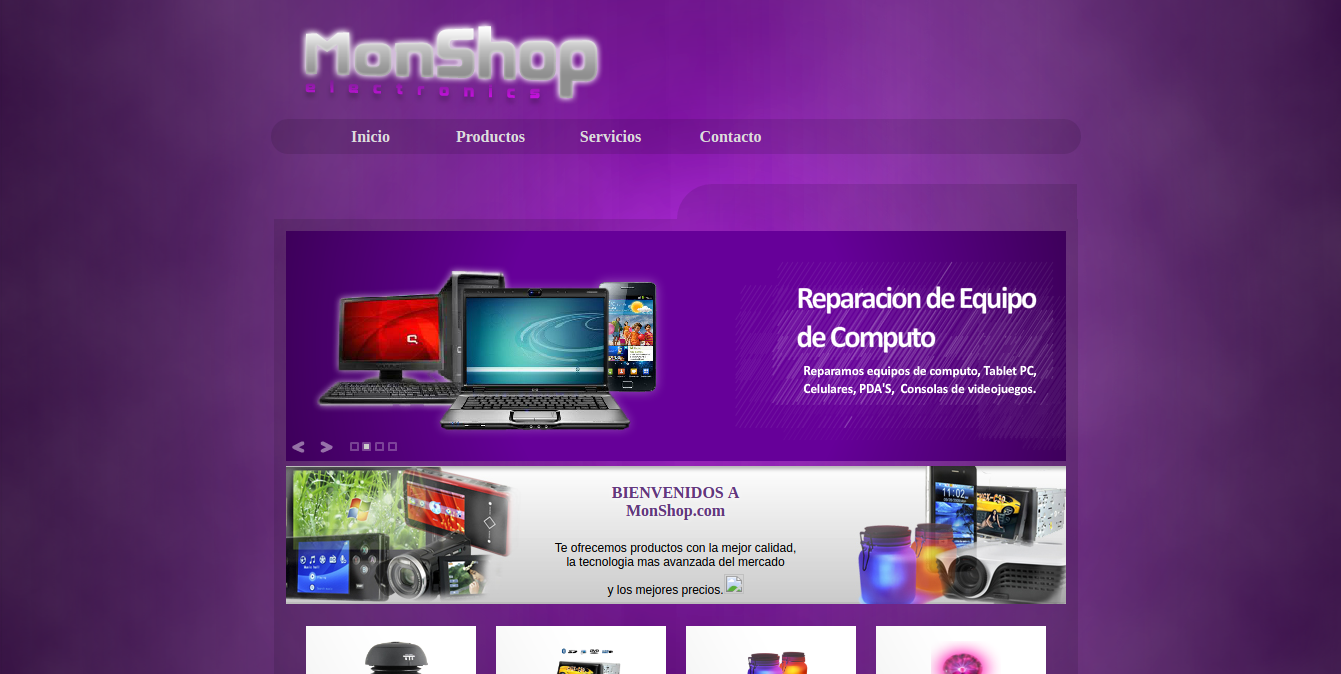 MonShop
electronics
Inicio Productos Servicios Contacto
Reparacion de Equipo
de Computo
Reparamos equipos de computo, Tablet PC,
Celulares, PDA'S, Consolas de videojuegos.
BIENVENIDOS A
MonShop.com
11:02
Te ofrecemos productos con la mejor calidad,
la tecnologia mas avanzada del mercado
y los mejores precios.